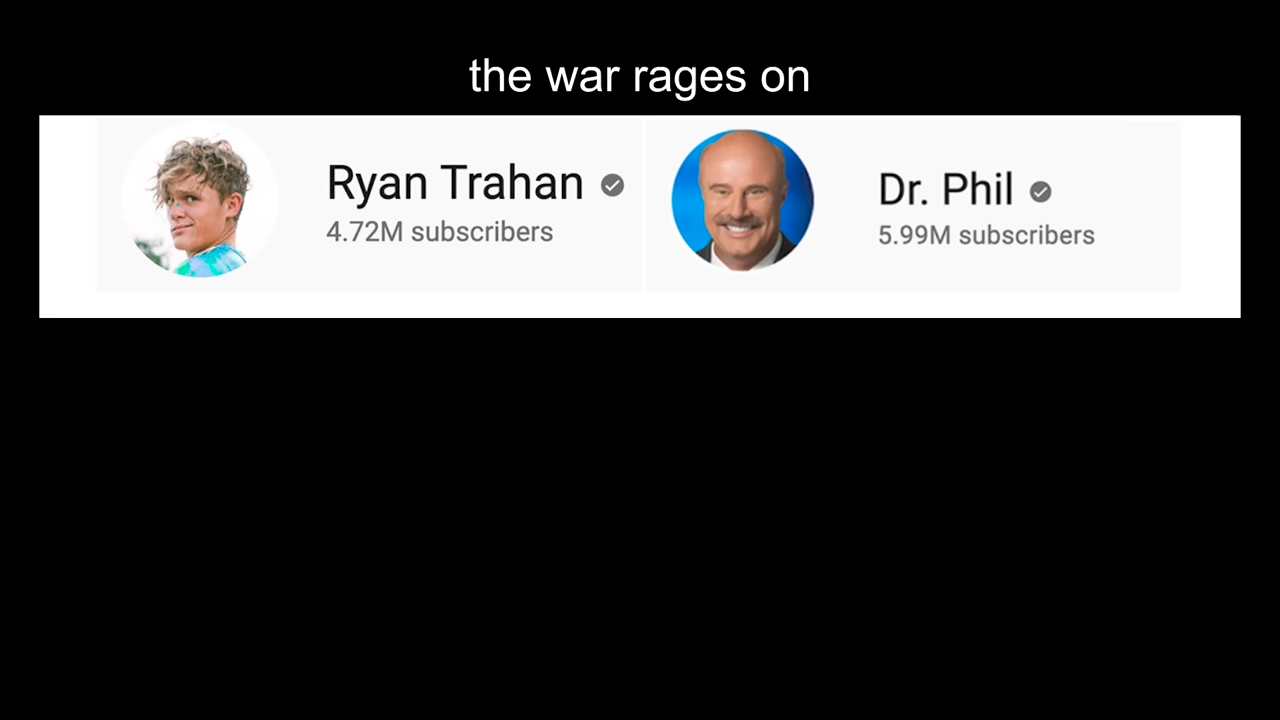 the war rages on
Ryan Trahan
4.72M subscribers
Dr. Phil
5.99M subscribers